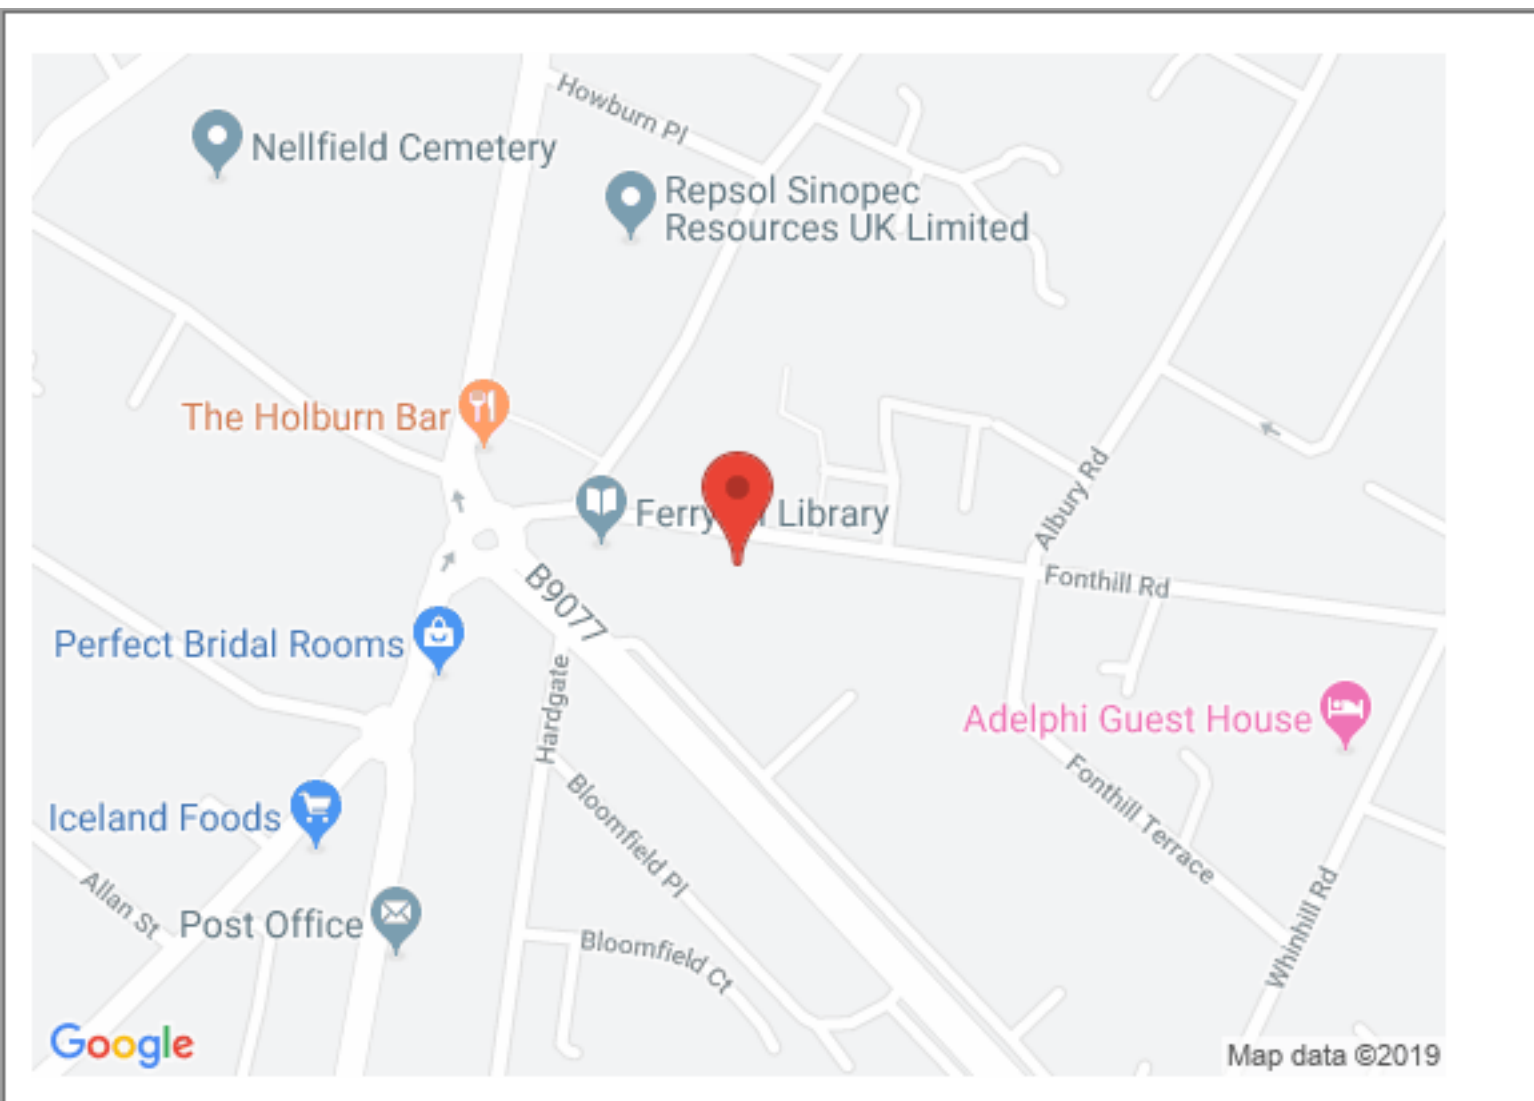 Howburn Pl
Nellfield Cemetery
Repsol Sinopec
Resources UK Limited
The Holburn Bar
Albury Rd
Library
Fonthill Rd
B9077
Perfect Bridal Rooms
Hardgate
Adelphi Guest House
Fonthill Terrace
Bloomfield Pl
Iceland Foods
Allan St
Post Office
Whinhill Rd
Bloomfield Ct
Google
Map data ©2019